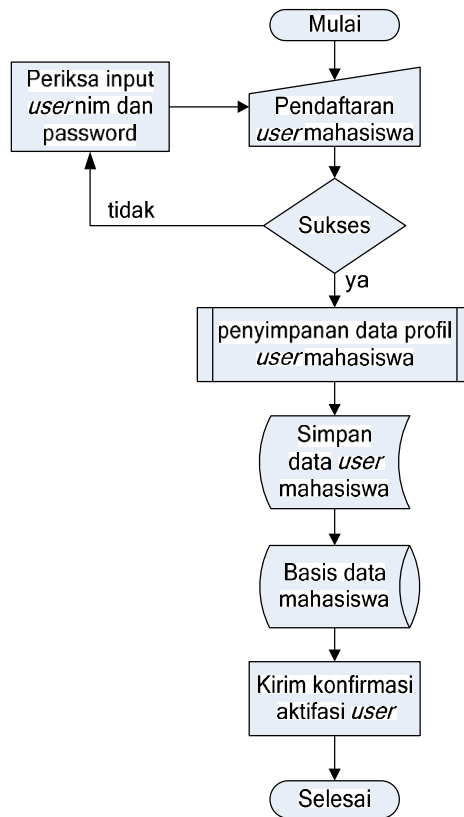 Mulai
Periksa input
user nim dan
password
Pendaftaran
user mahasiswa
tidak
Sukses
ya
penyimpanan data profil
user mahasiswa
Simpan
data user
mahasiswa
Basis data
mahasiswa
Kirim konfirmasi
aktifasi user
Selesai